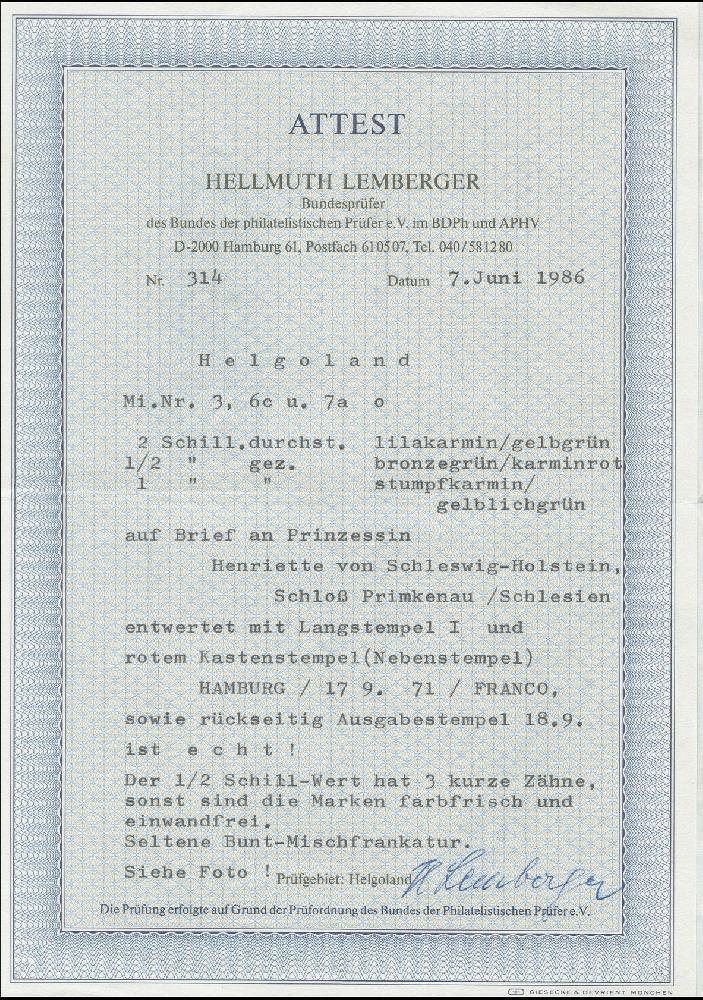 ATTEST
HELLMUTH LEMBERGER
Bundesprüfer
des Bundes der philatelistischen Prüfer e.V. im BDPh und APHV
D-2000 Hamburg 61, Postfach 610507, Tel. 040/581280
Nr. 314 Datum 7.Juni 1986
H e l g o l a n d
Mi.Nr. 3, 6c u. 7a o
2 Schill.durchst. lilakarmin/gelbgrün
1/2 " gez. bronzegrün/karminrot
1 " " stumpfkarmin/
gelblichgrün
auf Brief an Prinzessin
Henriette von Schleswig-Holstein,
Schloß Primkenau /Schlesien
entwertet mit Langstempel I und
rotem Kastenstempel(Nebenstempel)
HAMBURG / 17 9. 71 / FRANCO,
sowie rückseitig Ausgabestempel 18.9.
ist e c h t !
Der 1/2 Schill-Wert hat 3 kurze Zähne,
sonst sind die Marken farbfrisch und
einwandfrei.
Seltene Bunt-Mischfrankatur.
Siehe Foto ! Prüfgebiet: Helgoland H Lemberger
Die Prüfung erfolgte auf Grund der Prüfordnung des Bundes der Philatelistischen Prüfer e.V.
GIESECKE & DEVRIENT MÜNCHEN